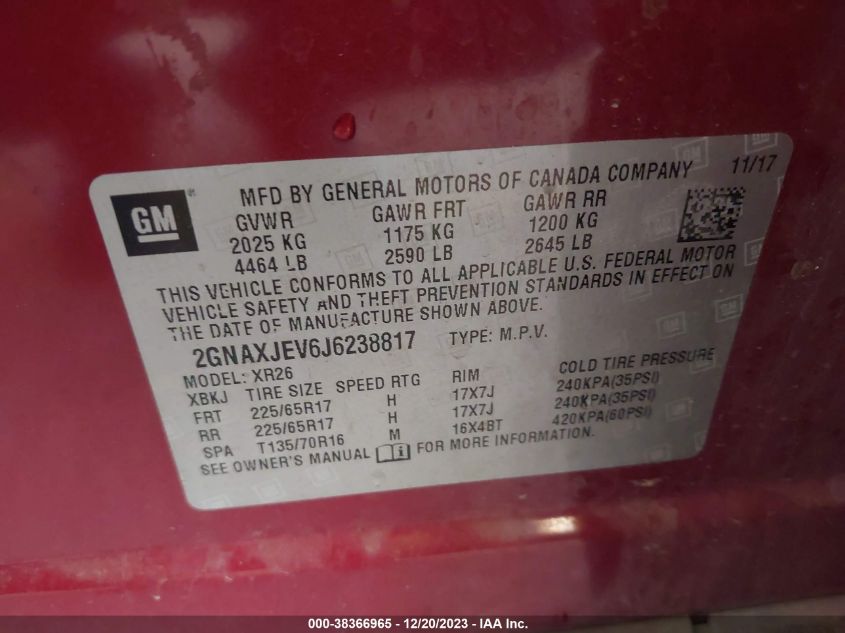 GM
MFD BY GENERAL MOTORS OF CANADA COMPANY 11/17
GVWR GAWR FRT GAWR RR
2025 KG 1175 KG 1200 KG
4464 LB 2590 LB 2645 LB
THIS VEHICLE CONFORMS TO ALL APPLICABLE U.S. FEDERAL MOTOR
VEHICLE SAFETY AND THEFT PREVENTION STANDARDS IN EFFECT ON
THE DATE OF MANUFACTURE SHOWN ABOVE.
2GNAXJEV6J6238817 TYPE: M.P.V.
MODEL: XR26
XBKJ TIRE SIZE SPEED RTG RIM COLD TIRE PRESSURE
FRT 225/65R17 H 17X7J 240KPA(35PSI)
RR 225/65R17 H 17X7J 240KPA(35PSI)
SPA T135/70R16 M 16X4BT 420KPA(60PSI)
SEE OWNER'S MANUAL FOR MORE INFORMATION.
000-38366965 - 12/20/2023 - IAA Inc.